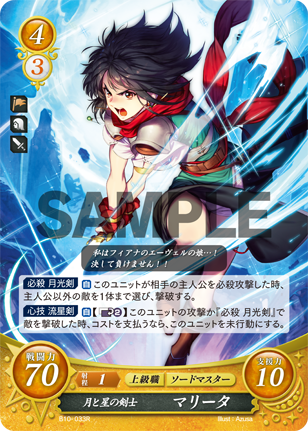 4
3
SAMPLE
私はフィアナのエーヴェルの娘…!
決して負けません!!
必殺 月光剣 自 このユニットが相手の主人公を必殺攻撃した時、
主人公以外の敵を1体まで選び、撃破する。
心技 流星剣 自 【2】このユニットの攻撃か『必殺 月光剣』で
敵を撃破した時、コストを支払うなら、このユニットを未行動にする。
戦闘力
70
射程 1 上級職 ソードマスター
支援力
10
月と星の剣士 マリータ
B10-033R
Illust:Azusa